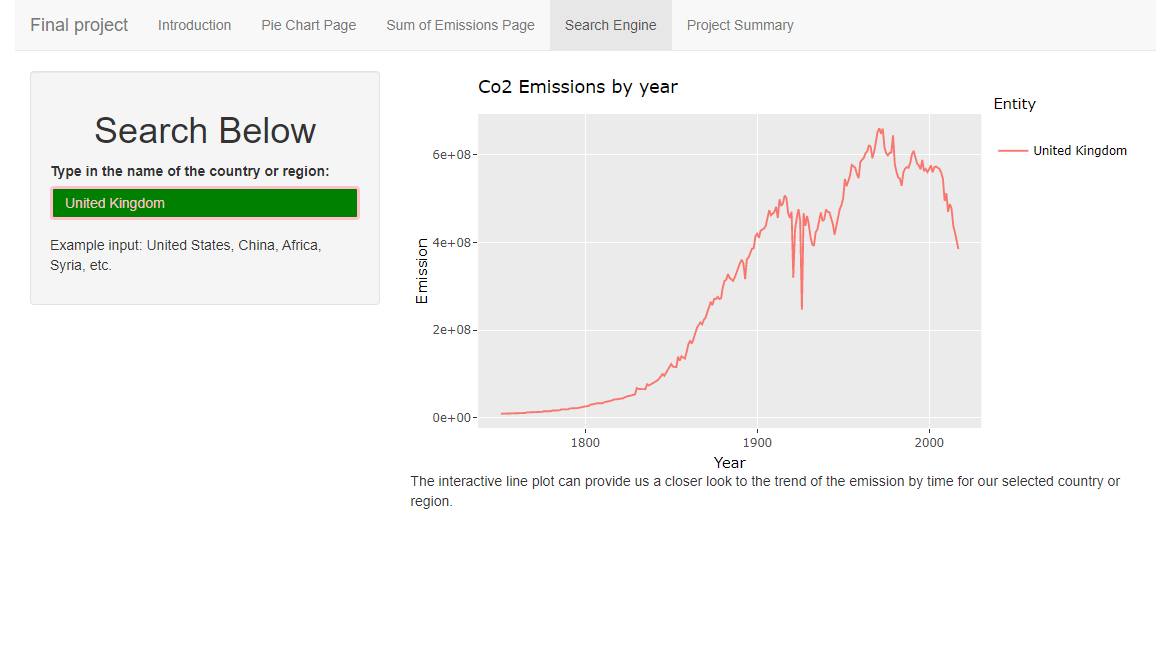 Final project Introduction Pie Chart Page Sum of Emissions Page Search Engine Project Summary
Search Below
Type in the name of the country or region:
United Kingdom
Example input: United States, China, Africa,
Syria, etc.
Co2 Emissions by year
Entity
United Kingdom
6e+08
4e+08
2e+08
0e+00
Emission
1800 1900 2000
Year
The interactive line plot can provide us a closer look to the trend of the emission by time for our selected country or
region.